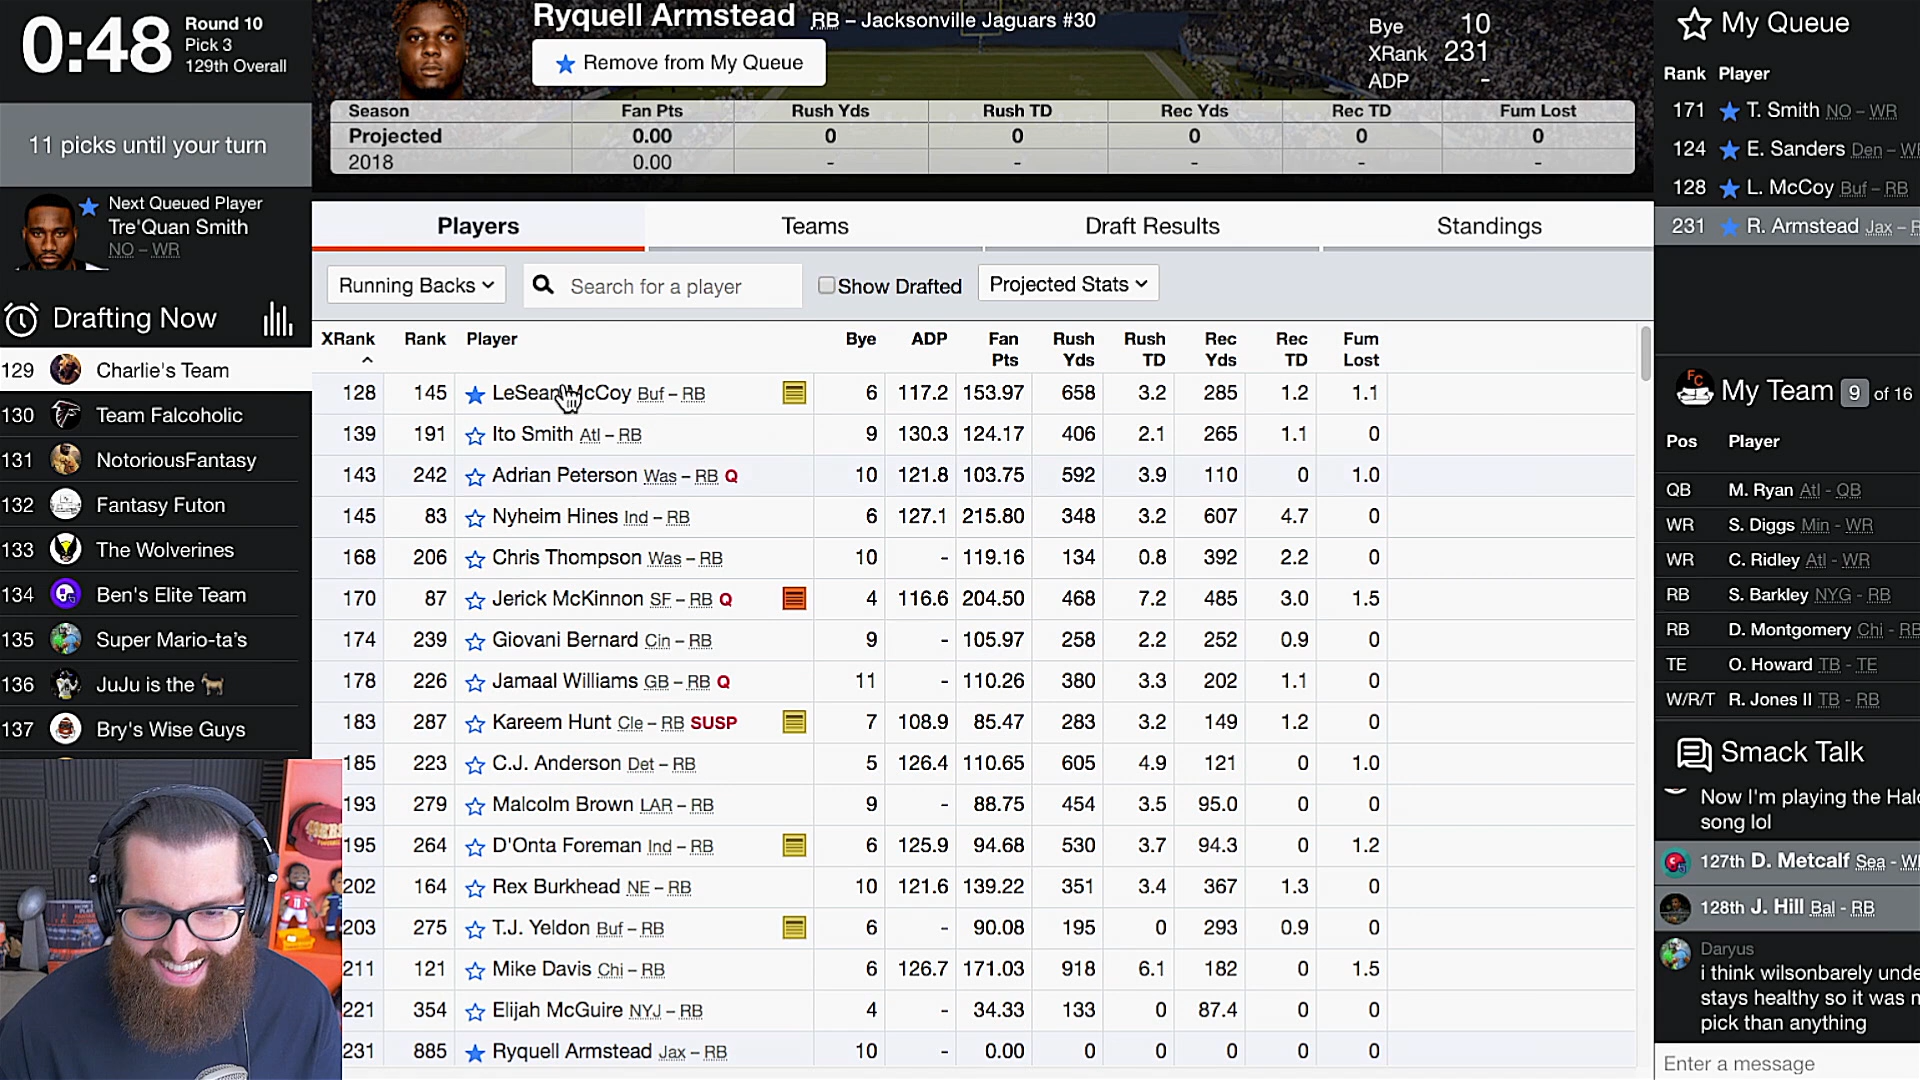 0:48
Round 10
Pick 3
129th Overall
11 picks until your turn
Next Queued Player
Tre'Quan Smith
NO – WR
Drafting Now
129 Charlie's Team
130 Team Falcoholic
131 NotoriousFantasy
132 Fantasy Futon
133 The Wolverines
134 Ben's Elite Team
135 Super Mario-ta's
136 JuJu is the 🐐
137 Bry's Wise Guys
Ryquell Armstead RB – Jacksonville Jaguars #30
Remove from My Queue
Bye 10
XRank 231
ADP -
Season Fan Pts Rush Yds Rush TD Rec Yds Rec TD Fum Lost
Projected 0.00 0 0 0 0 0
2018 0.00 - - - - -
Players Teams Draft Results Standings
Running Backs Search for a player Show Drafted Projected Stats
XRank Rank Player Bye ADP Fan Pts Rush Yds Rush TD Rec Yds Rec TD Fum Lost
128 145 LeSean McCoy Buf – RB 6 117.2 153.97 658 3.2 285 1.2 1.1
139 191 Ito Smith Atl – RB 9 130.3 124.17 406 2.1 265 1.1 0
143 242 Adrian Peterson Was – RB Q 10 121.8 103.75 592 3.9 110 0 1.0
145 83 Nyheim Hines Ind – RB 6 127.1 215.80 348 3.2 607 4.7 0
168 206 Chris Thompson Was – RB 10 - 119.16 134 0.8 392 2.2 0
170 87 Jerick McKinnon SF – RB Q 4 116.6 204.50 468 7.2 485 3.0 1.5
174 239 Giovani Bernard Cin – RB 9 - 105.97 258 2.2 252 0.9 0
178 226 Jamaal Williams GB – RB Q 11 - 110.26 380 3.3 202 1.1 0
183 287 Kareem Hunt Cle – RB SUSP 7 108.9 85.47 283 3.2 149 1.2 0
185 223 C.J. Anderson Det – RB 5 126.4 110.65 605 4.9 121 0 1.0
193 279 Malcolm Brown LAR – RB 9 - 88.75 454 3.5 95.0 0 0
195 264 D'Onta Foreman Ind – RB 6 125.9 94.68 530 3.7 94.3 0 1.2
202 164 Rex Burkhead NE – RB 10 121.6 139.22 351 3.4 367 1.3 0
203 275 T.J. Yeldon Buf – RB 6 - 90.08 195 0 293 0.9 0
211 121 Mike Davis Chi – RB 6 126.7 171.03 918 6.1 182 0 1.5
221 354 Elijah McGuire NYJ – RB 4 - 34.33 133 0 87.4 0 0
231 885 Ryquell Armstead Jax – RB 10 - 0.00 0 0 0 0 0
My Queue
Rank Player
171 T. Smith NO – WR
124 E. Sanders Den – W
128 L. McCoy Buf – RB
231 R. Armstead Jax –
FC
My Team 9 of 16
Pos Player
QB M. Ryan Atl - QB
WR S. Diggs Min - WR
WR C. Ridley Atl - WR
RB S. Barkley NYG - RB
RB D. Montgomery Chi - RB
TE O. Howard TB - TE
W/R/T R. Jones II TB - RB
Smack Talk
Now I'm playing the Hal
song lol
127th D. Metcalf Sea - W
128th J. Hill Bal - RB
Daryus
i think wilsonbarely unde
stays healthy so it was
pick than anything
Enter a message